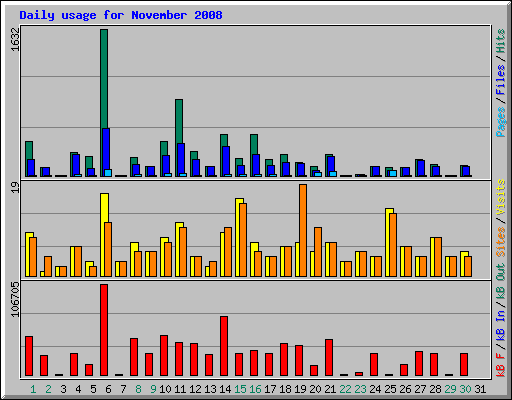 Daily usage for November 2008
1632
Pages / Files / Hits
19
Sites / Visits
106705
kB F / kB In / kB Out
1 2 3 4 5 6 7 8 9 10 11 12 13 14 15 16 17 18 19 20 21 22 23 24 25 26 27 28 29 30 31